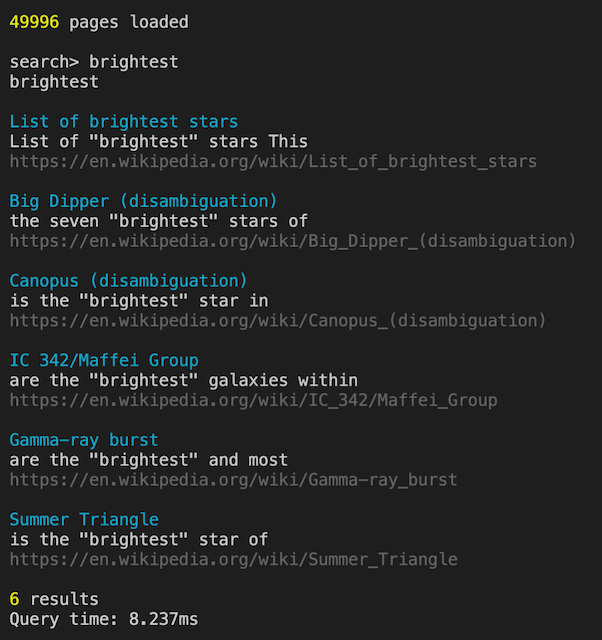 49996 pages loaded
search> brightest
brightest
List of brightest stars
List of "brightest" stars This
https://en.wikipedia.org/wiki/List_of_brightest_stars
Big Dipper (disambiguation)
the seven "brightest" stars of
https://en.wikipedia.org/wiki/Big_Dipper_(disambiguation)
Canopus (disambiguation)
is the "brightest" star in
https://en.wikipedia.org/wiki/Canopus_(disambiguation)
IC 342/Maffei Group
are the "brightest" galaxies within
https://en.wikipedia.org/wiki/IC_342/Maffei_Group
Gamma-ray burst
are the "brightest" and most
https://en.wikipedia.org/wiki/Gamma-ray_burst
Summer Triangle
is the "brightest" star of
https://en.wikipedia.org/wiki/Summer_Triangle
6 results
Query time: 8.237ms